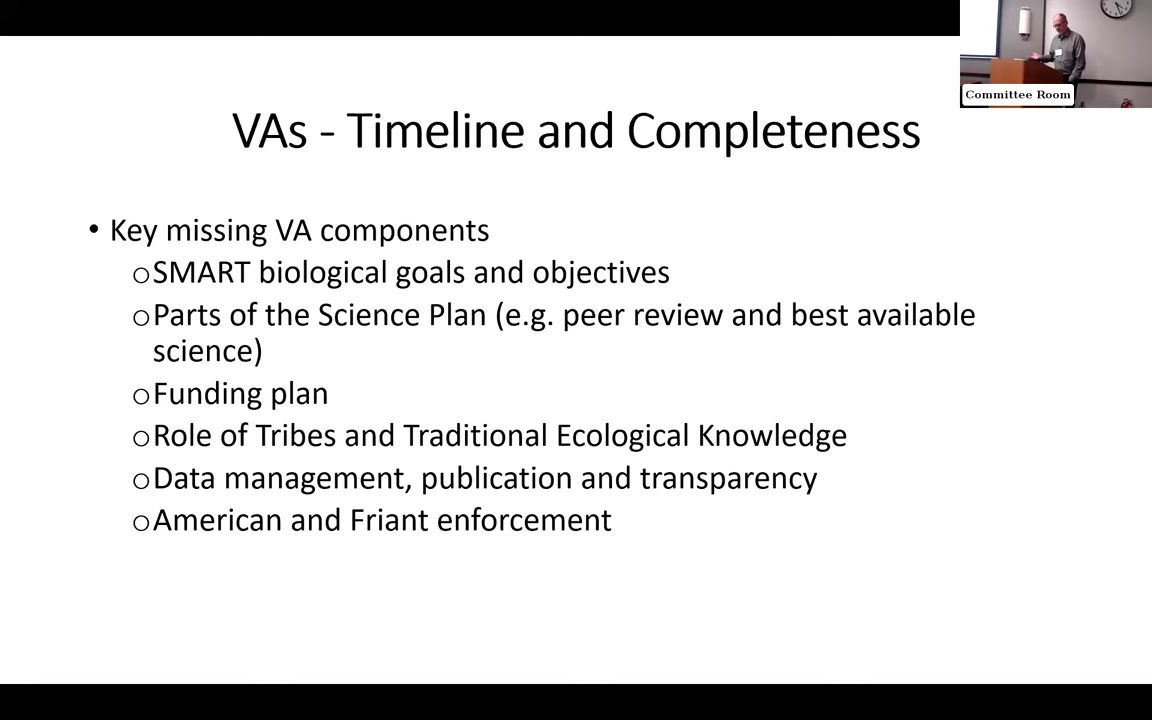 Committee Room
VAs - Timeline and Completeness
• Key missing VA components
○SMART biological goals and objectives
○Parts of the Science Plan (e.g. peer review and best available
science)
○Funding plan
○Role of Tribes and Traditional Ecological Knowledge
○Data management, publication and transparency
○American and Friant enforcement